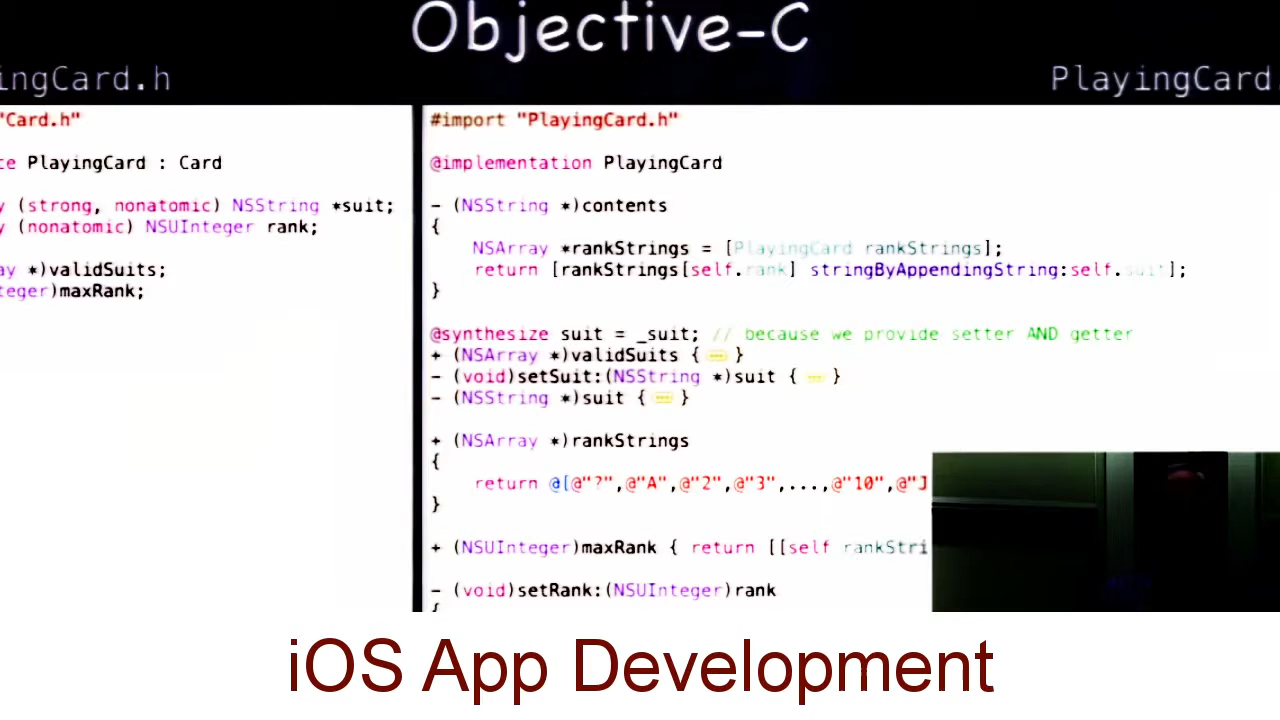 Objective-C
ingCard.h
PlayingCard
"Card.h"
ce PlayingCard : Card
y (strong, nonatomic) NSString *suit;
y (nonatomic) NSUInteger rank;
ay *)validSuits;
teger)maxRank;
#import "PlayingCard.h"
@implementation PlayingCard
- (NSString *)contents
{
NSArray *rankStrings = [PlayingCard rankStrings];
return [rankStrings[self.rank] stringByAppendingString:self.suit];
}
@synthesize suit = _suit; // because we provide setter AND getter
+ (NSArray *)validSuits { ... }
- (void)setSuit:(NSString *)suit { ... }
- (NSString *)suit { ... }
+ (NSArray *)rankStrings
{
return @[@"?",@"A",@"2",@"3",...,@"10",@"J
}
+ (NSUInteger)maxRank { return [[self rankStri
- (void)setRank:(NSUInteger)rank
{
iOS App Development